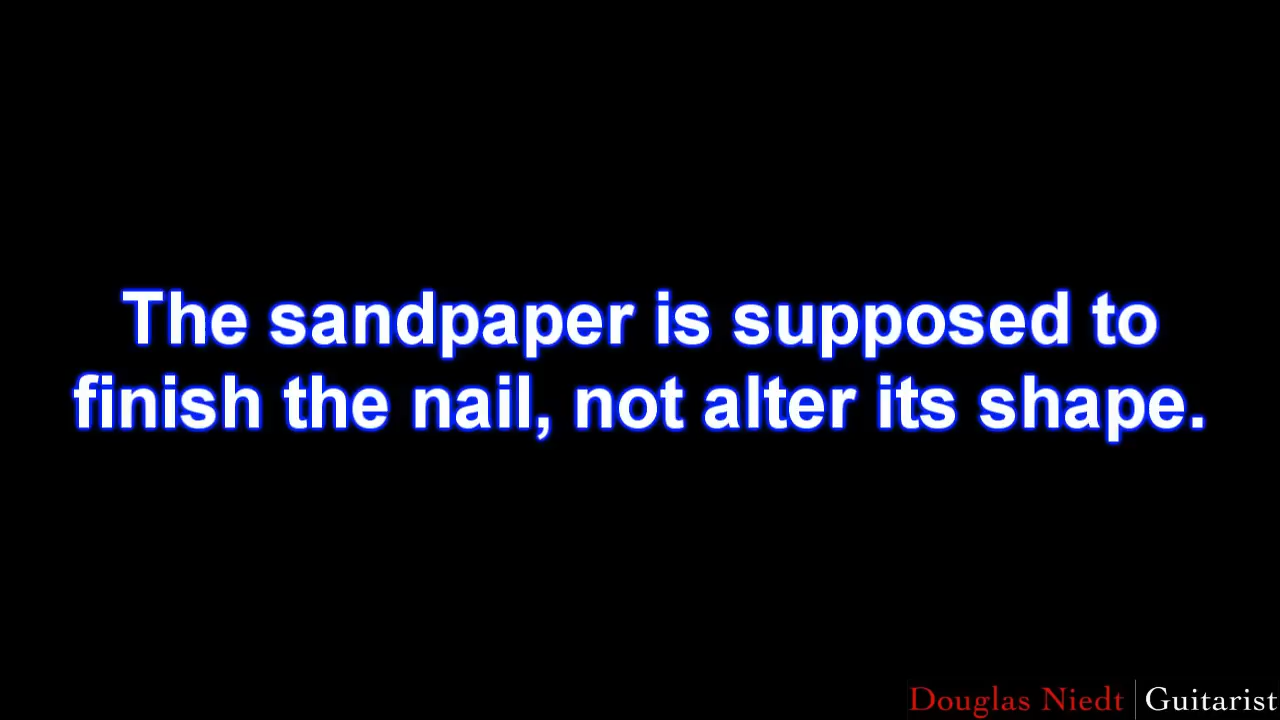 The sandpaper is supposed to
finish the nail, not alter its shape.
Douglas Niedt | Guitarist